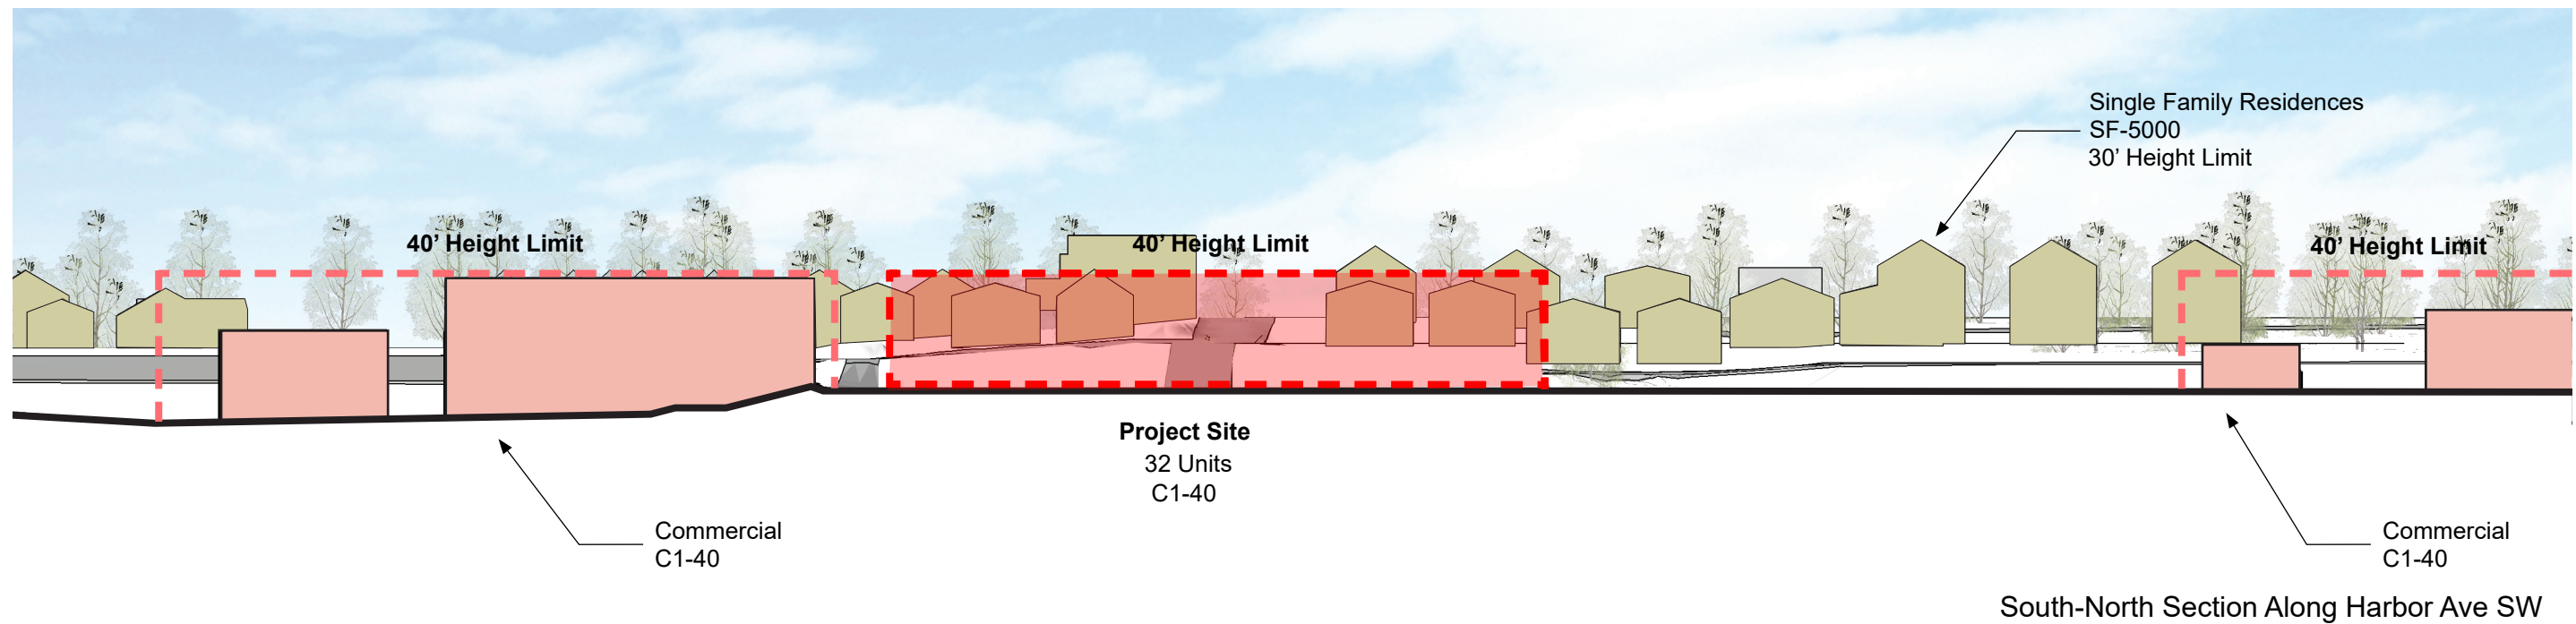 Single Family Residences
SF-5000
30’ Height Limit
40’ Height Limit
40’ Height Limit
40’ Height Limit
Project Site
32 Units
C1-40
Commercial
C1-40
Commercial
C1-40
South-North Section Along Harbor Ave SW